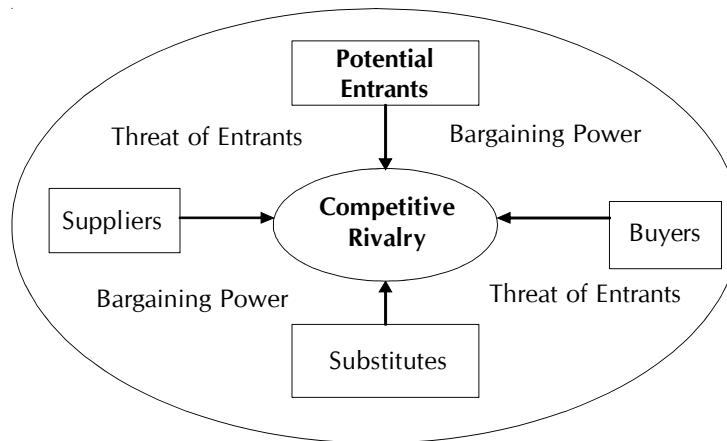 Potential
Entrants
Threat of Entrants
Bargaining Power
Suppliers
Competitive
Rivalry
Buyers
Bargaining Power
Threat of Entrants
Substitutes